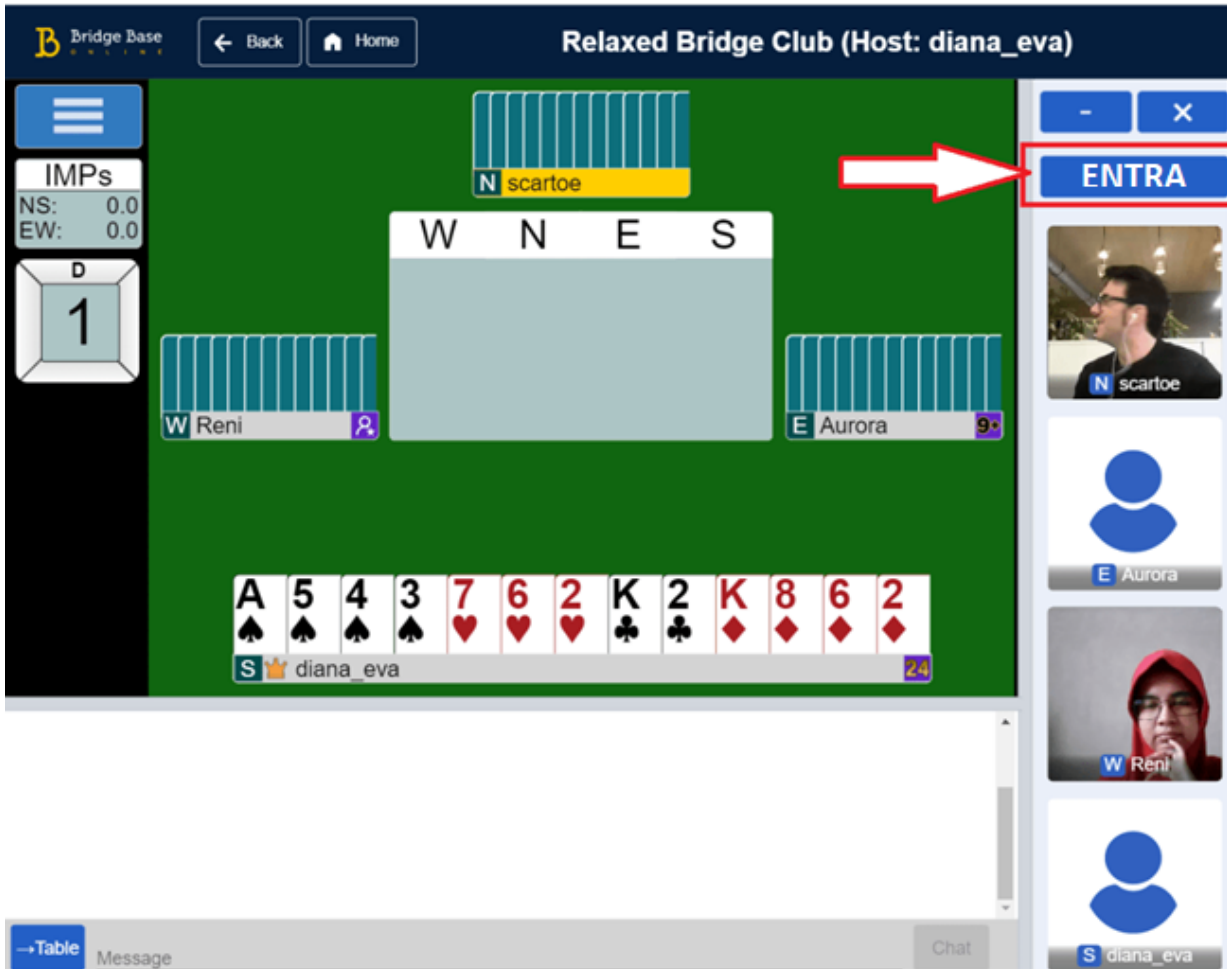 Bridge Base
ONLINE
Back
Home
Relaxed Bridge Club (Host: diana_eva)
IMPs
NS: 0.0
EW: 0.0
D
1
N scartoe
W N E S
W Reni
E Aurora 9+
A 5 4 3 7 6 2 K 2 K 8 6 2
S diana_eva 24
→Table
Message
Chat
-
×
ENTRA
N scartoe
E Aurora
W Reni
S diana_eva